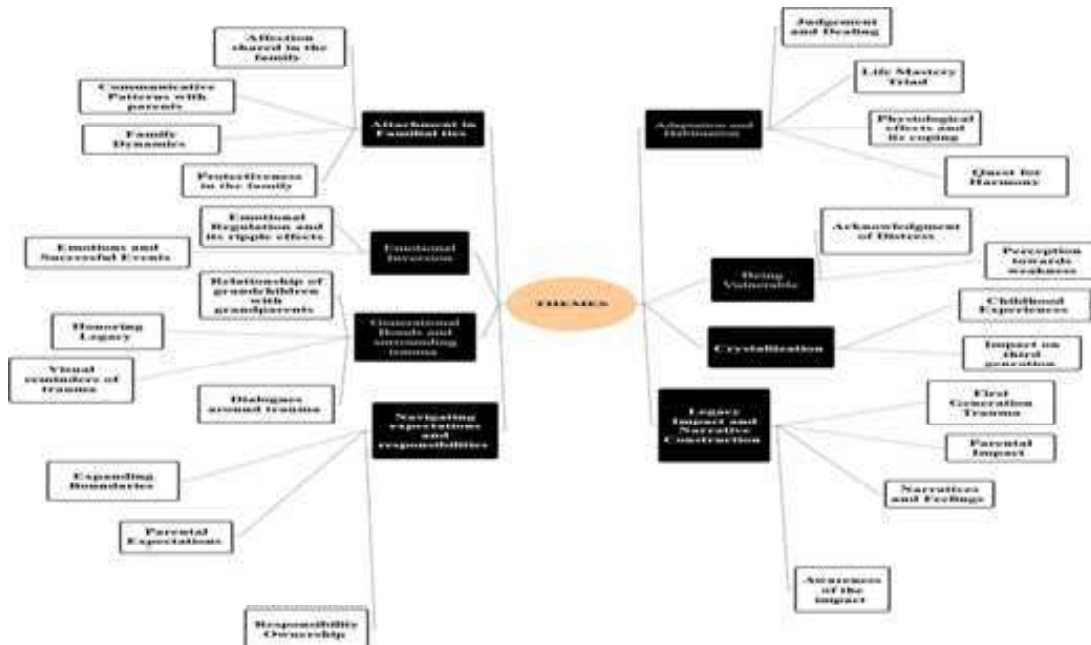 Affection
shared in the
family
Communicative
Patterns with
parents
Family
Dynamics
Protectiveness
in the family
Attachment in
Familial ties
Emotional
Regulation and
its ripple effects
Emotions and
Successful Events
Emotional
Inversion
Relationship of
grandchildren
with
grandparents
Honoring
Legacy
Visual
reminders of
trauma
Dialogues
around trauma
Generational
Bonds and
surrounding
trauma
Navigating
expectations
and
responsibilities
Expanding
Boundaries
Parental
Expectations
Responsibility
Ownership
THEMES
Judgement
and Dealing
Life Mastery
Triad
Physiological
effects and
its coping
Quest for
Harmony
Adaptation and
Habituation
Acknowledgment
of Distress
Perception
towards
weakness
Being
Vulnerable
Childhood
Experiences
Impact on
third
generation
Crystallization
Legacy
Impact and
Narrative
Construction
First
Generation
Trauma
Parental
Impact
Narratives
and Feelings
Awareness
of the
impact